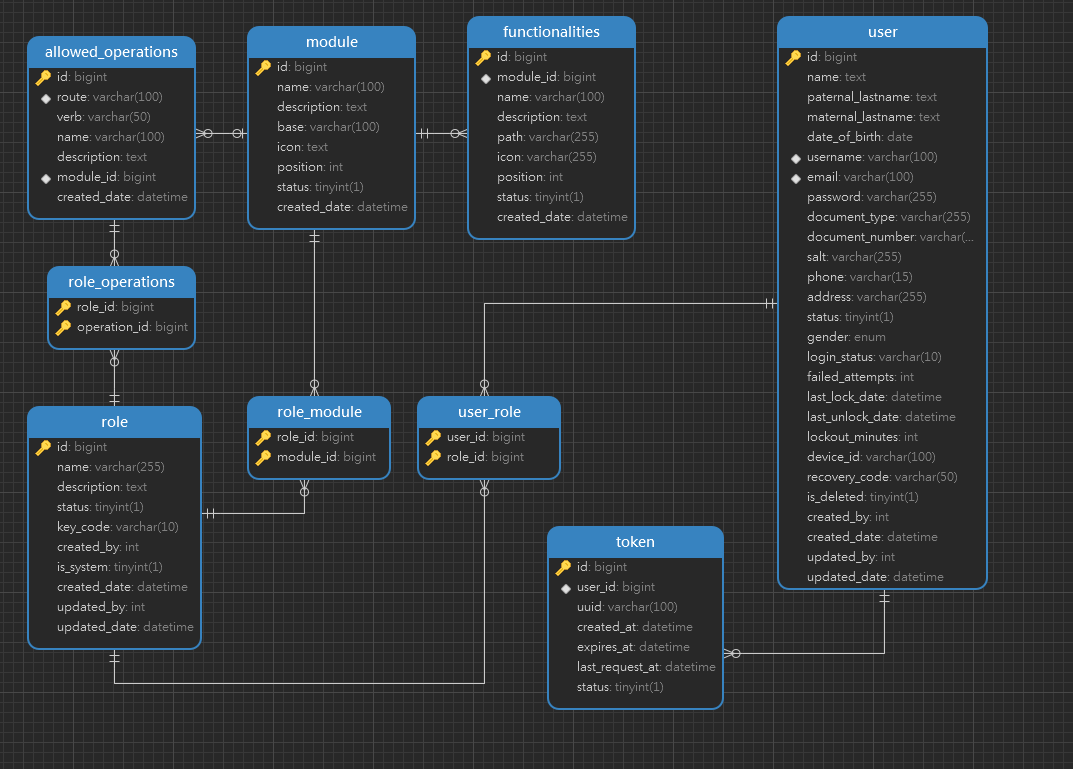 allowed_operations
id: bigint
route: varchar(100)
verb: varchar(50)
name: varchar(100)
description: text
module_id: bigint
created_date: datetime
module
id: bigint
name: varchar(100)
description: text
base: varchar(100)
icon: text
position: int
status: tinyint(1)
created_date: datetime
functionalities
id: bigint
module_id: bigint
name: varchar(100)
description: text
path: varchar(255)
icon: varchar(255)
position: int
status: tinyint(1)
created_date: datetime
user
id: bigint
name: text
paternal_lastname: text
maternal_lastname: text
date_of_birth: date
username: varchar(100)
email: varchar(100)
password: varchar(255)
document_type: varchar(255)
document_number: varchar(...
salt: varchar(255)
phone: varchar(15)
address: varchar(255)
status: tinyint(1)
gender: enum
login_status: varchar(10)
failed_attempts: int
last_lock_date: datetime
last_unlock_date: datetime
lockout_minutes: int
device_id: varchar(100)
recovery_code: varchar(50)
is_deleted: tinyint(1)
created_by: int
created_date: datetime
updated_by: int
updated_date: datetime
role_operations
role_id: bigint
operation_id: bigint
role
id: bigint
name: varchar(255)
description: text
status: tinyint(1)
key_code: varchar(10)
created_by: int
is_system: tinyint(1)
created_date: datetime
updated_by: int
updated_date: datetime
role_module
role_id: bigint
module_id: bigint
user_role
user_id: bigint
role_id: bigint
token
id: bigint
user_id: bigint
uuid: varchar(100)
created_at: datetime
expires_at: datetime
last_request_at: datetime
status: tinyint(1)